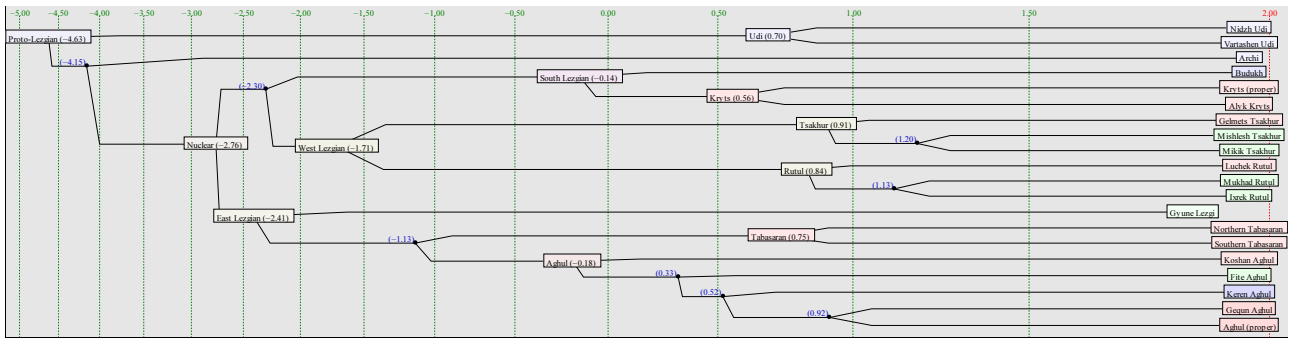 -5,00 -4,50 -4,00 -3,50 -3,00 -2,50 -2,00 -1,50 -1,00 -0,50 0,00 0,50 1,00 1,50 2.00
Nidzh Udi
Proto-Lezgian (−4.63)
Udi (0.70)
Vartashen Udi
Archi
(−4.15)
Budukh
South Lezgian (−0.14)
(−2.30)
Kryts (proper)
Kryts (0.56)
Alyk Kryts
Gelmets Tsakhur
Tsakhur (0.91)
Mishlesh Tsakhur
(1.20)
Nuclear (−2.76)
West Lezgian (−1.71)
Mikik Tsakhur
Luchek Rutul
Rutul (0.84)
Mukhad Rutul
(1.13)
Ixrek Rutul
Gyune Lezgi
East Lezgian (−2.41)
Northern Tabasaran
Tabasaran (0.75)
(−1.13)
Southern Tabasaran
Koshan Aghul
Aghul (−0.18)
(0.33)
Fite Aghul
(0.52)
Keren Aghul
Gequn Aghul
(0.92)
Aghul (proper)